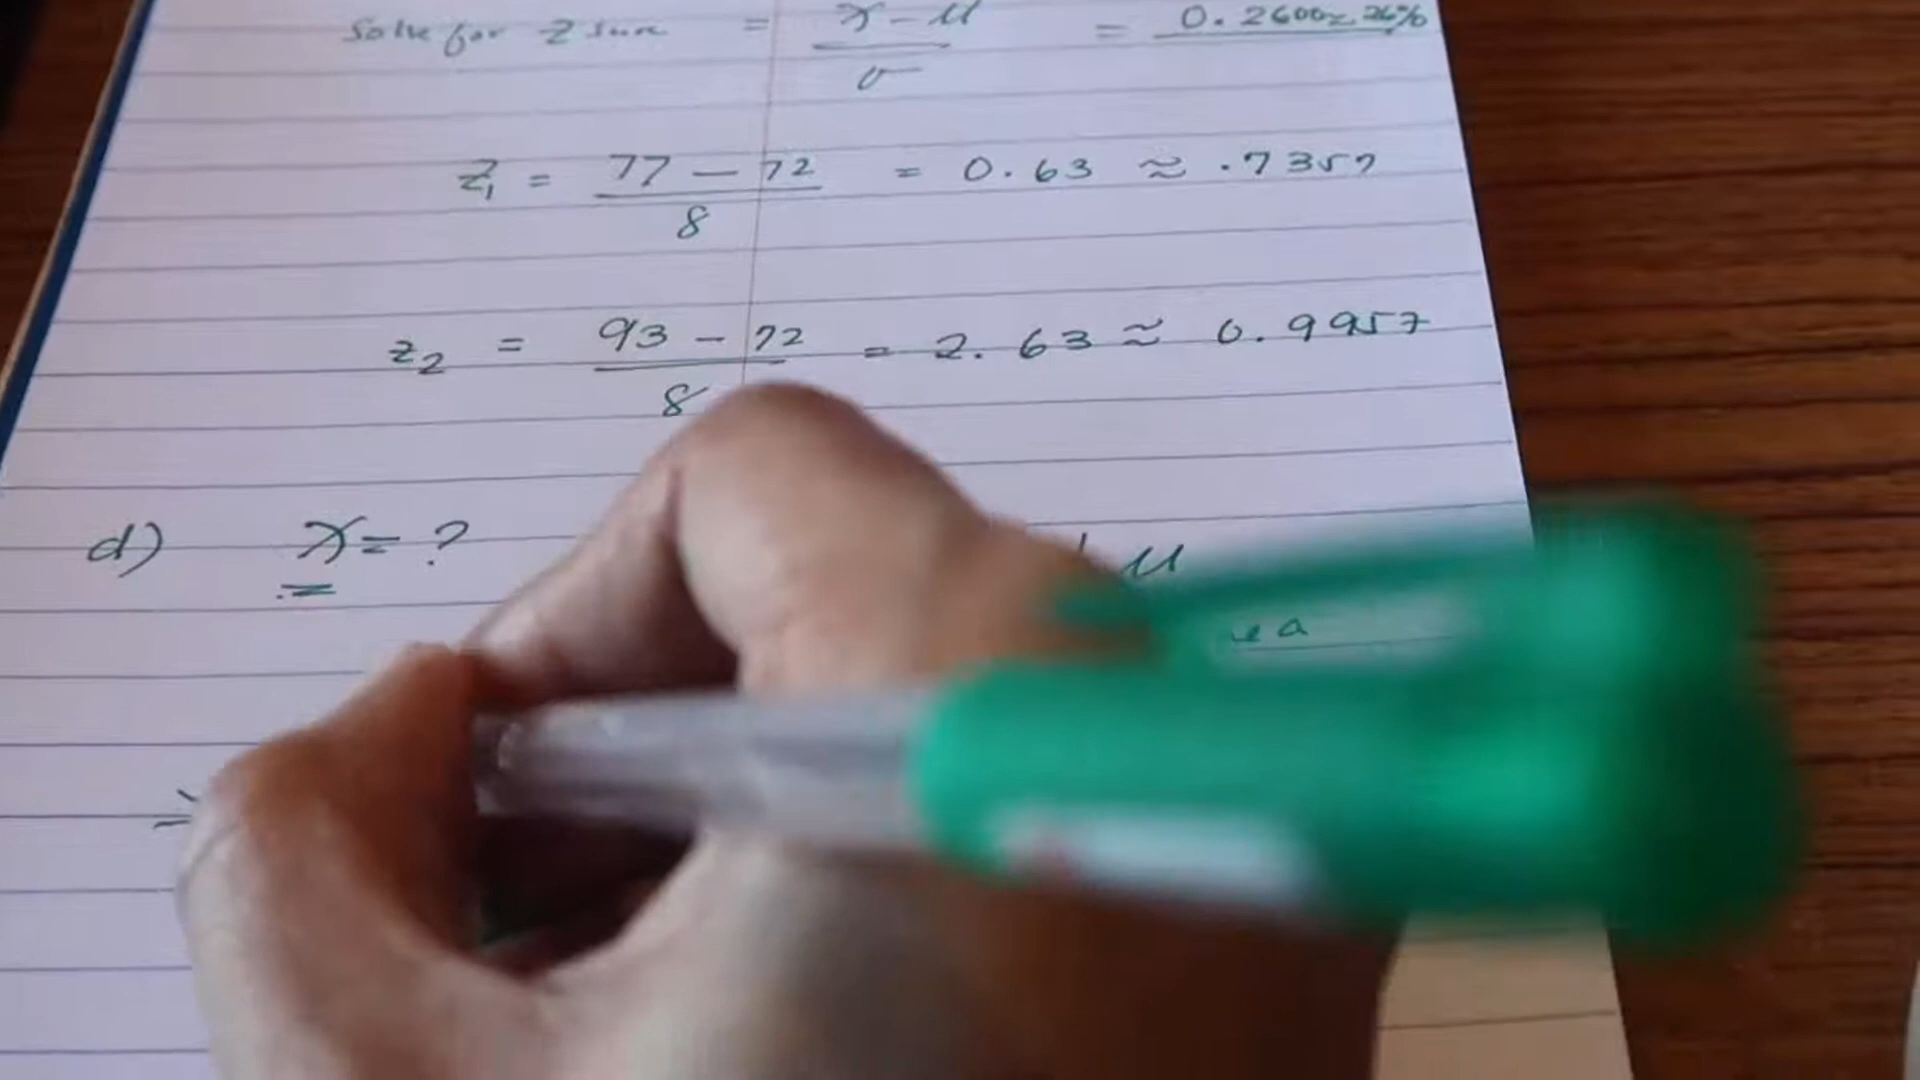 Solve for Z sure = x - μ / σ = 0.2600 ≈ 26%
Z₁ = 77 - 72 / 8 = 0.63 ≈ .7357
Z₂ = 93 - 72 / 8 = 2.63 ≈ 0.9957
d) x = ? μ